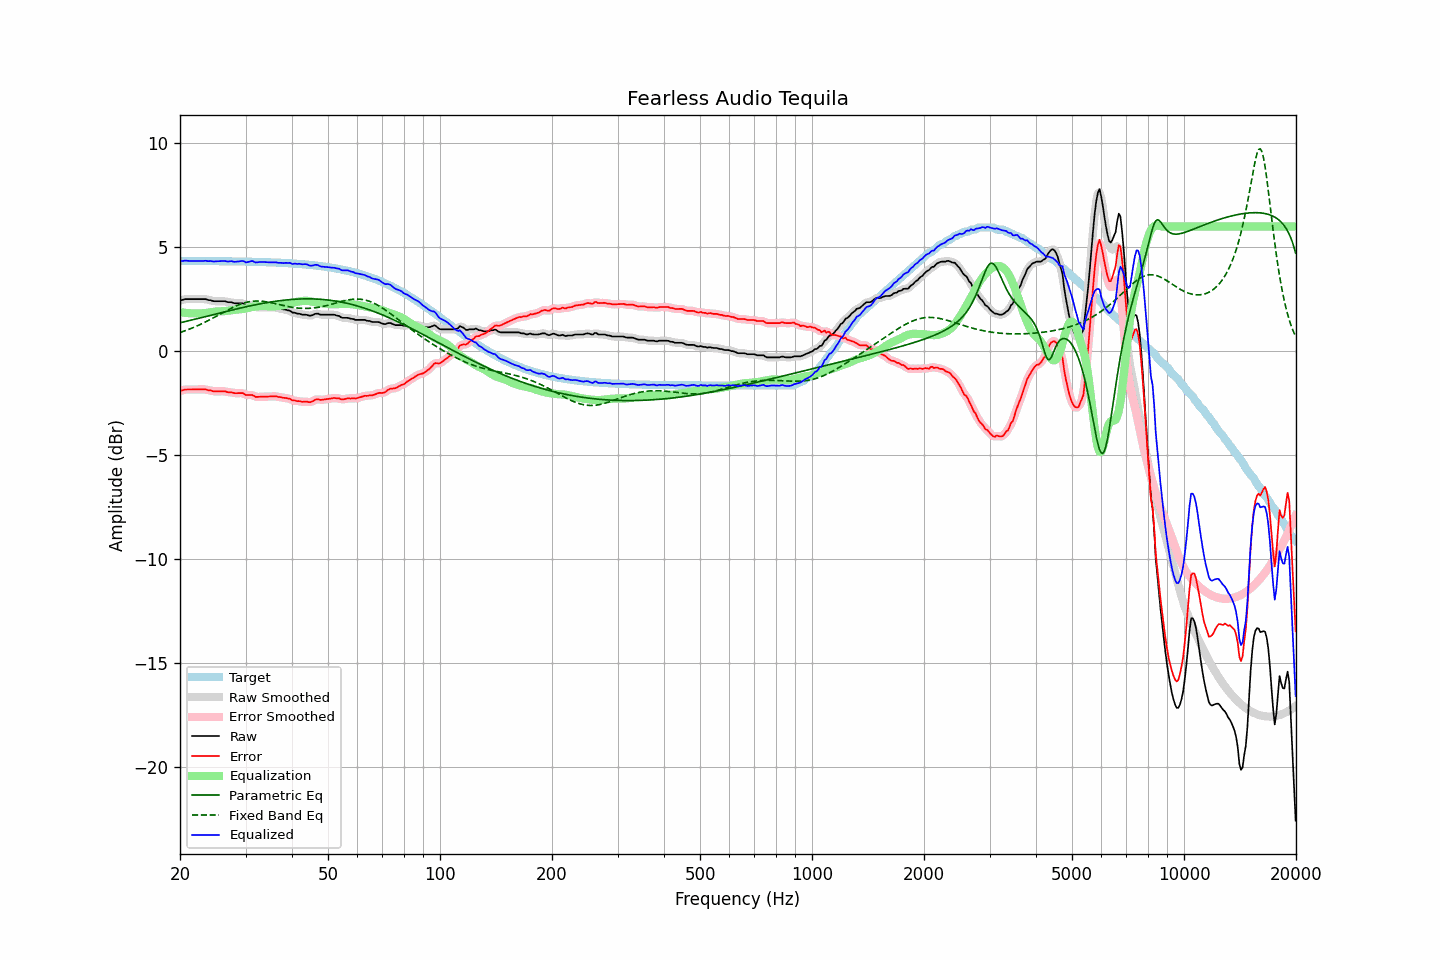 Fearless Audio Tequila
Amplitude (dBr)
10
5
0
−5
−10
−15
−20
Target
Raw Smoothed
Error Smoothed
Raw
Error
Equalization
Parametric Eq
Fixed Band Eq
Equalized
20 50 100 200 500 1000 2000 5000 10000 20000
Frequency (Hz)